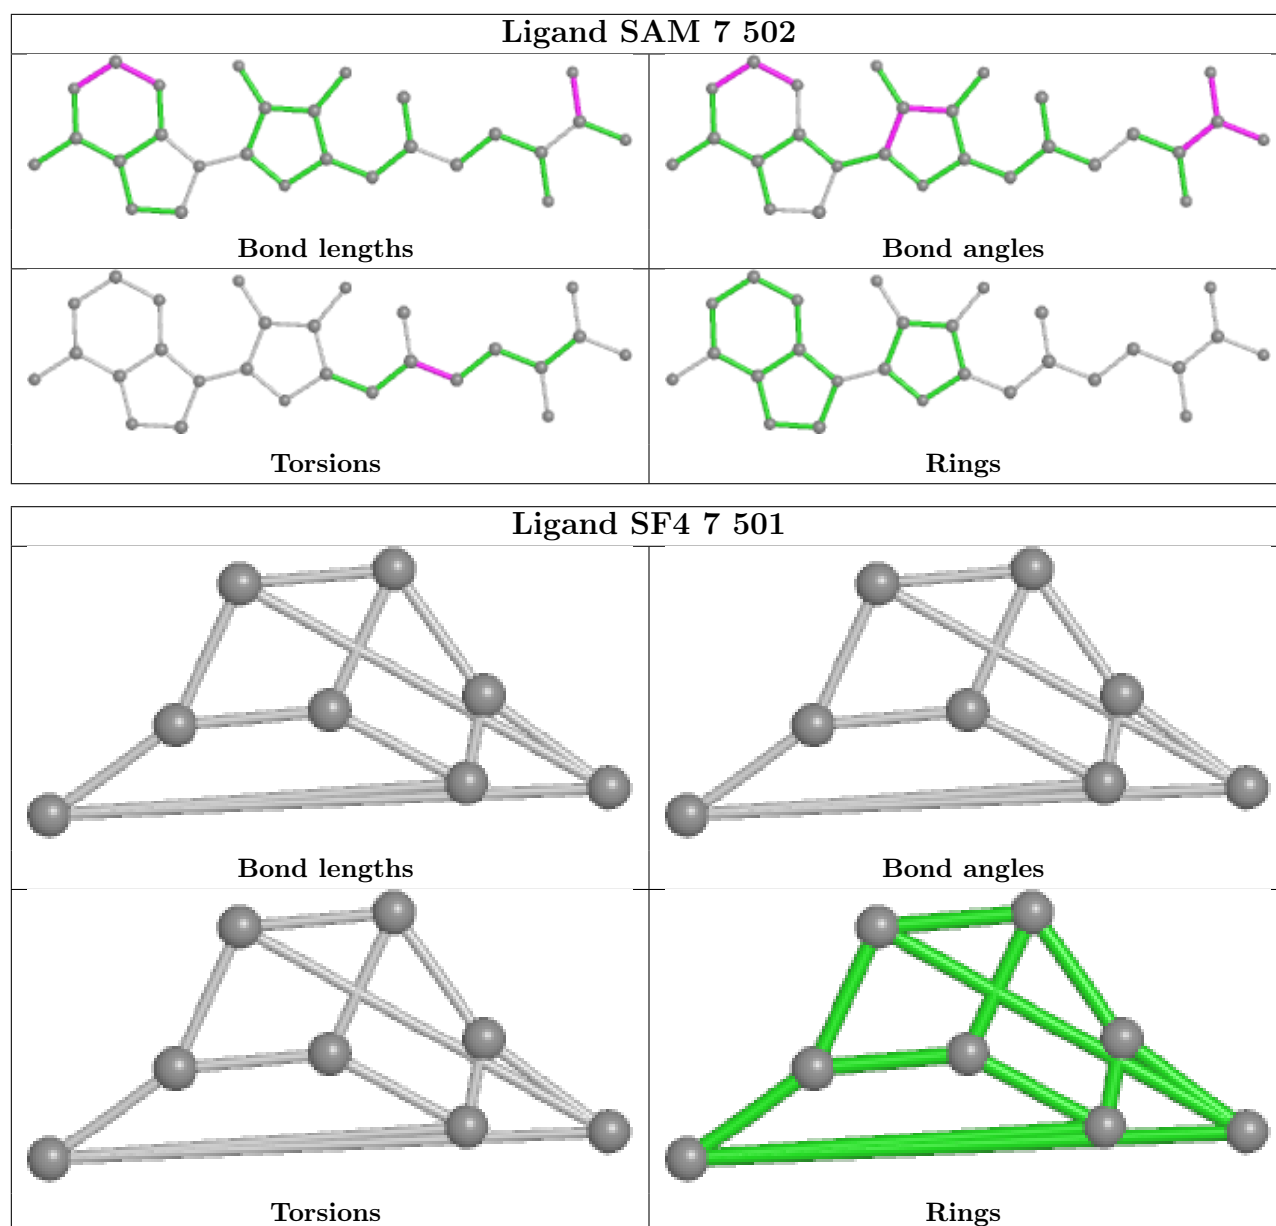 Ligand SAM 7 502
Bond lengths
Bond angles
Torsions
Rings
Ligand SF4 7 501
Bond lengths
Bond angles
Torsions
Rings